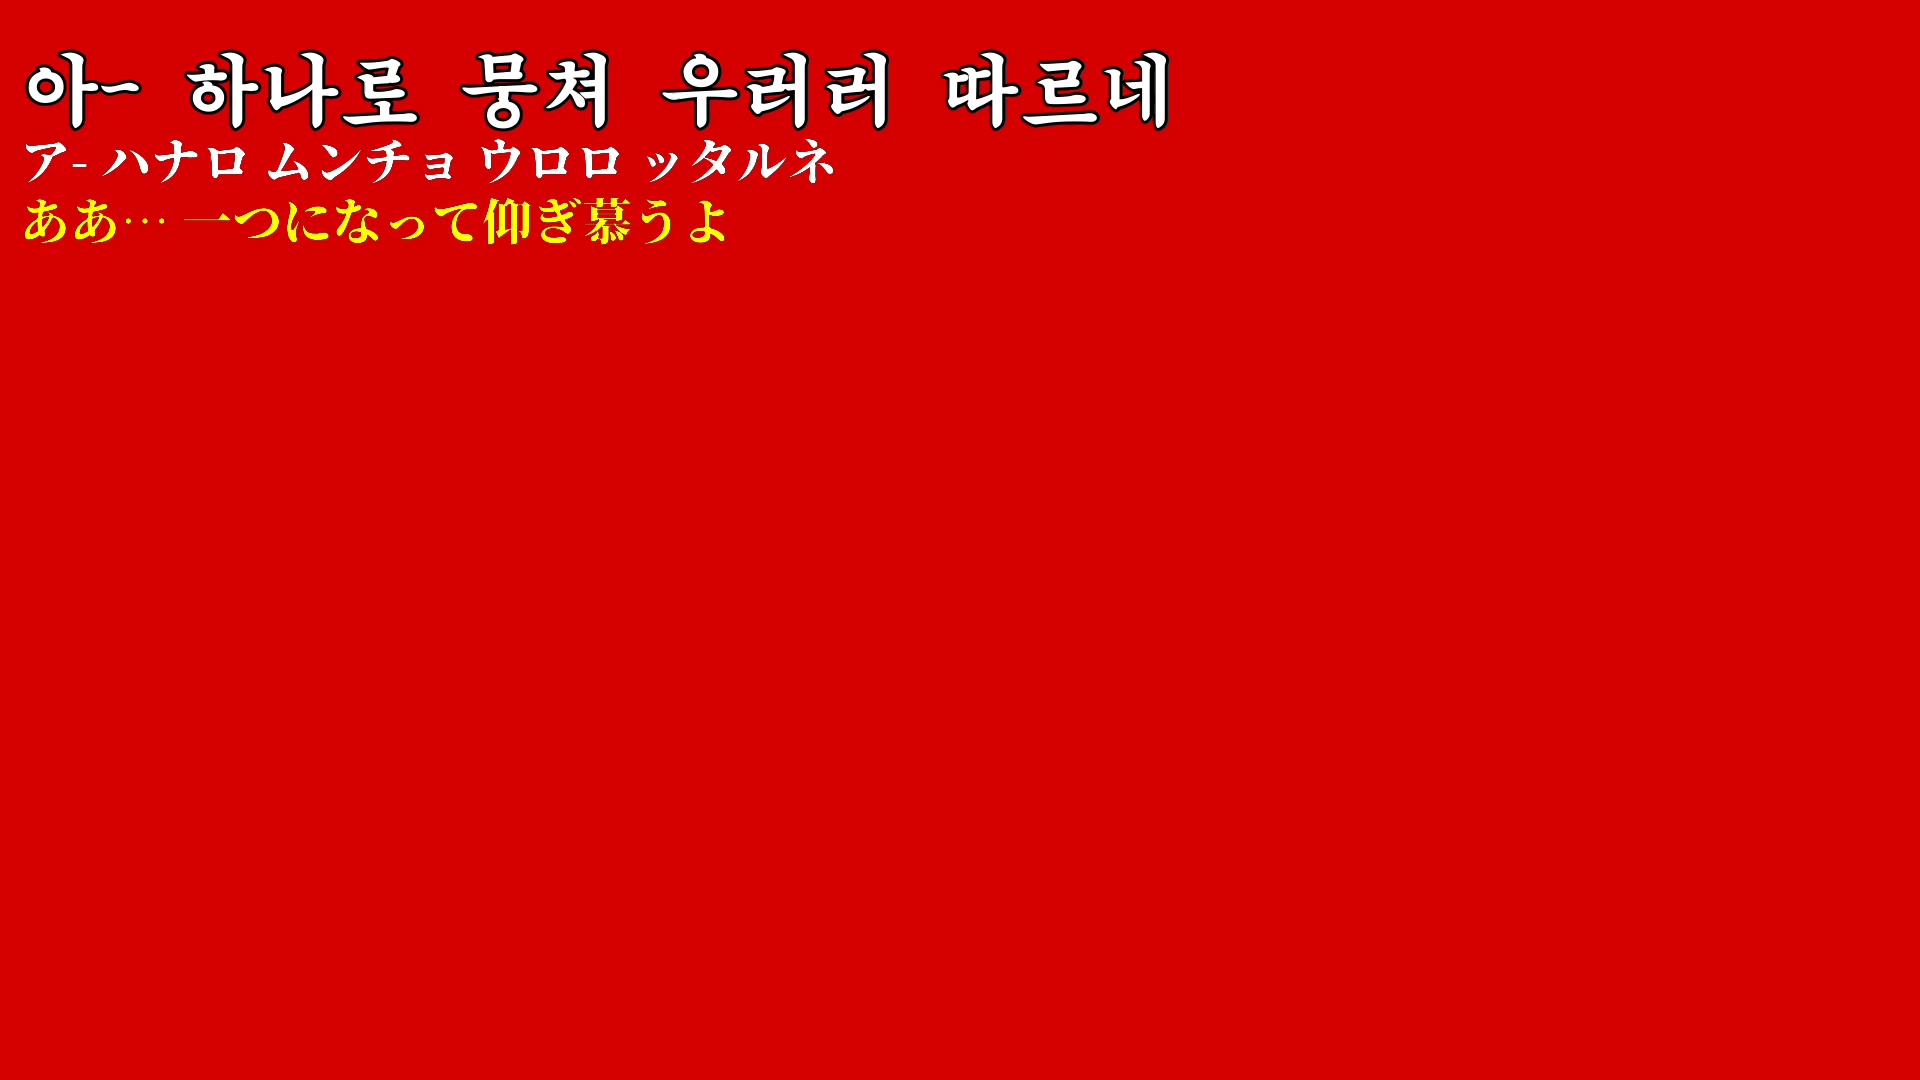 아~ 하나로 뭉쳐 우러러 따르네
ア- ハナロ ムンチョ ウロロ ッタルネ
ああ… 一つになって仰ぎ慕うよ